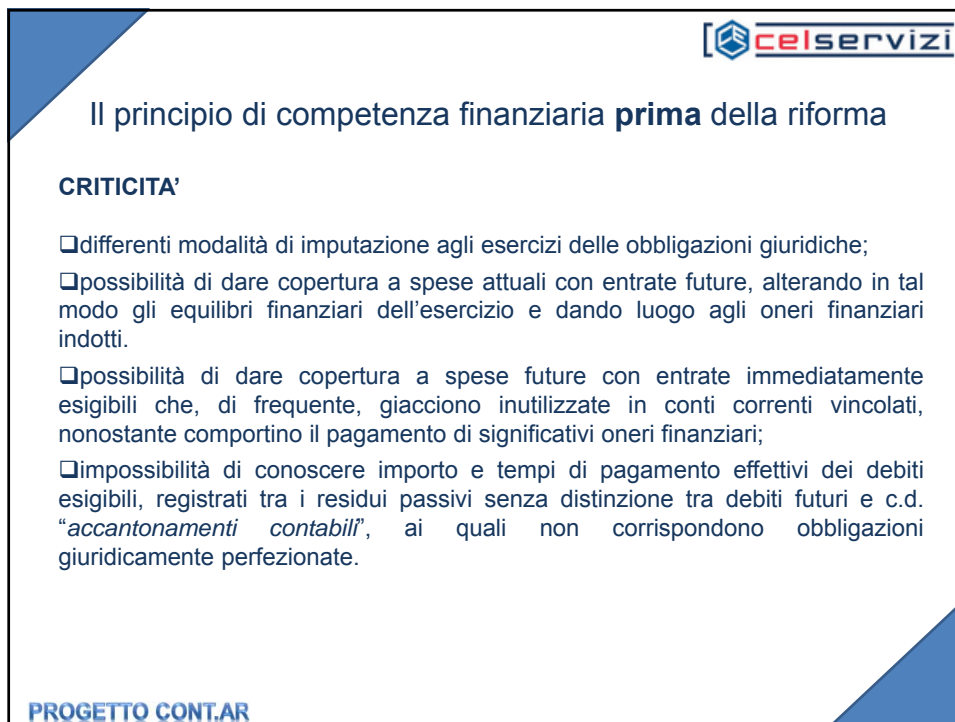 celservizi
Il principio di competenza finanziaria prima della riforma
CRITICITA’
❑differenti modalità di imputazione agli esercizi delle obbligazioni giuridiche;
❑possibilità di dare copertura a spese attuali con entrate future, alterando in tal
modo gli equilibri finanziari dell’esercizio e dando luogo agli oneri finanziari
indotti.
❑possibilità di dare copertura a spese future con entrate immediatamente
esigibili che, di frequente, giacciono inutilizzate in conti correnti vincolati,
nonostante comportino il pagamento di significativi oneri finanziari;
❑impossibilità di conoscere importo e tempi di pagamento effettivi dei debiti
esigibili, registrati tra i residui passivi senza distinzione tra debiti futuri e c.d.
“accantonamenti contabili”, ai quali non corrispondono obbligazioni
giuridicamente perfezionate.
PROGETTO CONT.AR